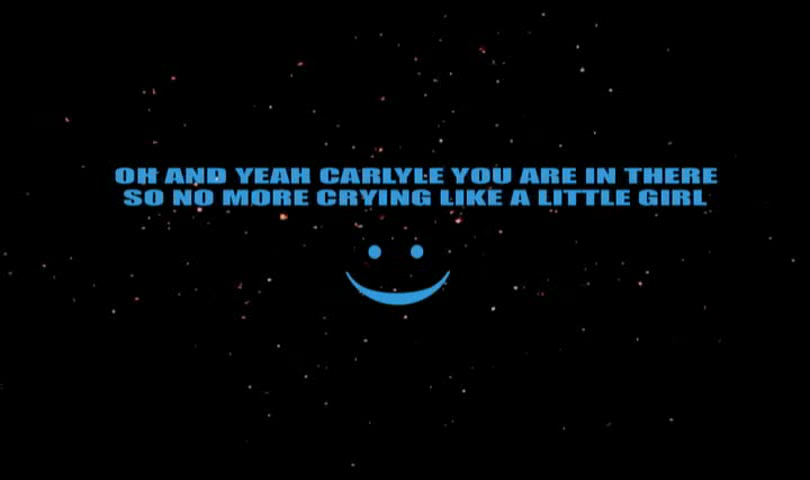 OH AND YEAH CARLYLE YOU ARE IN THERE
SO NO MORE CRYING LIKE A LITTLE GIRL